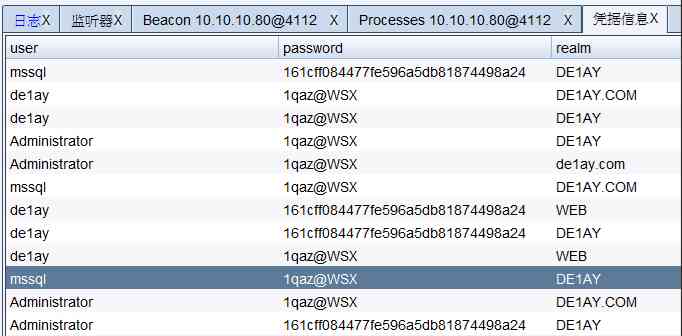 日志X 监听器X Beacon 10.10.10.80@4112 X Processes 10.10.10.80@4112 X 凭据信息X
user password realm
mssql 161cff084477fe596a5db81874498a24 DE1AY
de1ay 1qaz@WSX DE1AY.COM
de1ay 1qaz@WSX DE1AY
Administrator 1qaz@WSX DE1AY
Administrator 1qaz@WSX de1ay.com
mssql 1qaz@WSX DE1AY.COM
de1ay 161cff084477fe596a5db81874498a24 WEB
de1ay 161cff084477fe596a5db81874498a24 DE1AY
de1ay 1qaz@WSX WEB
mssql 1qaz@WSX DE1AY
Administrator 1qaz@WSX DE1AY.COM
Administrator 161cff084477fe596a5db81874498a24 DE1AY